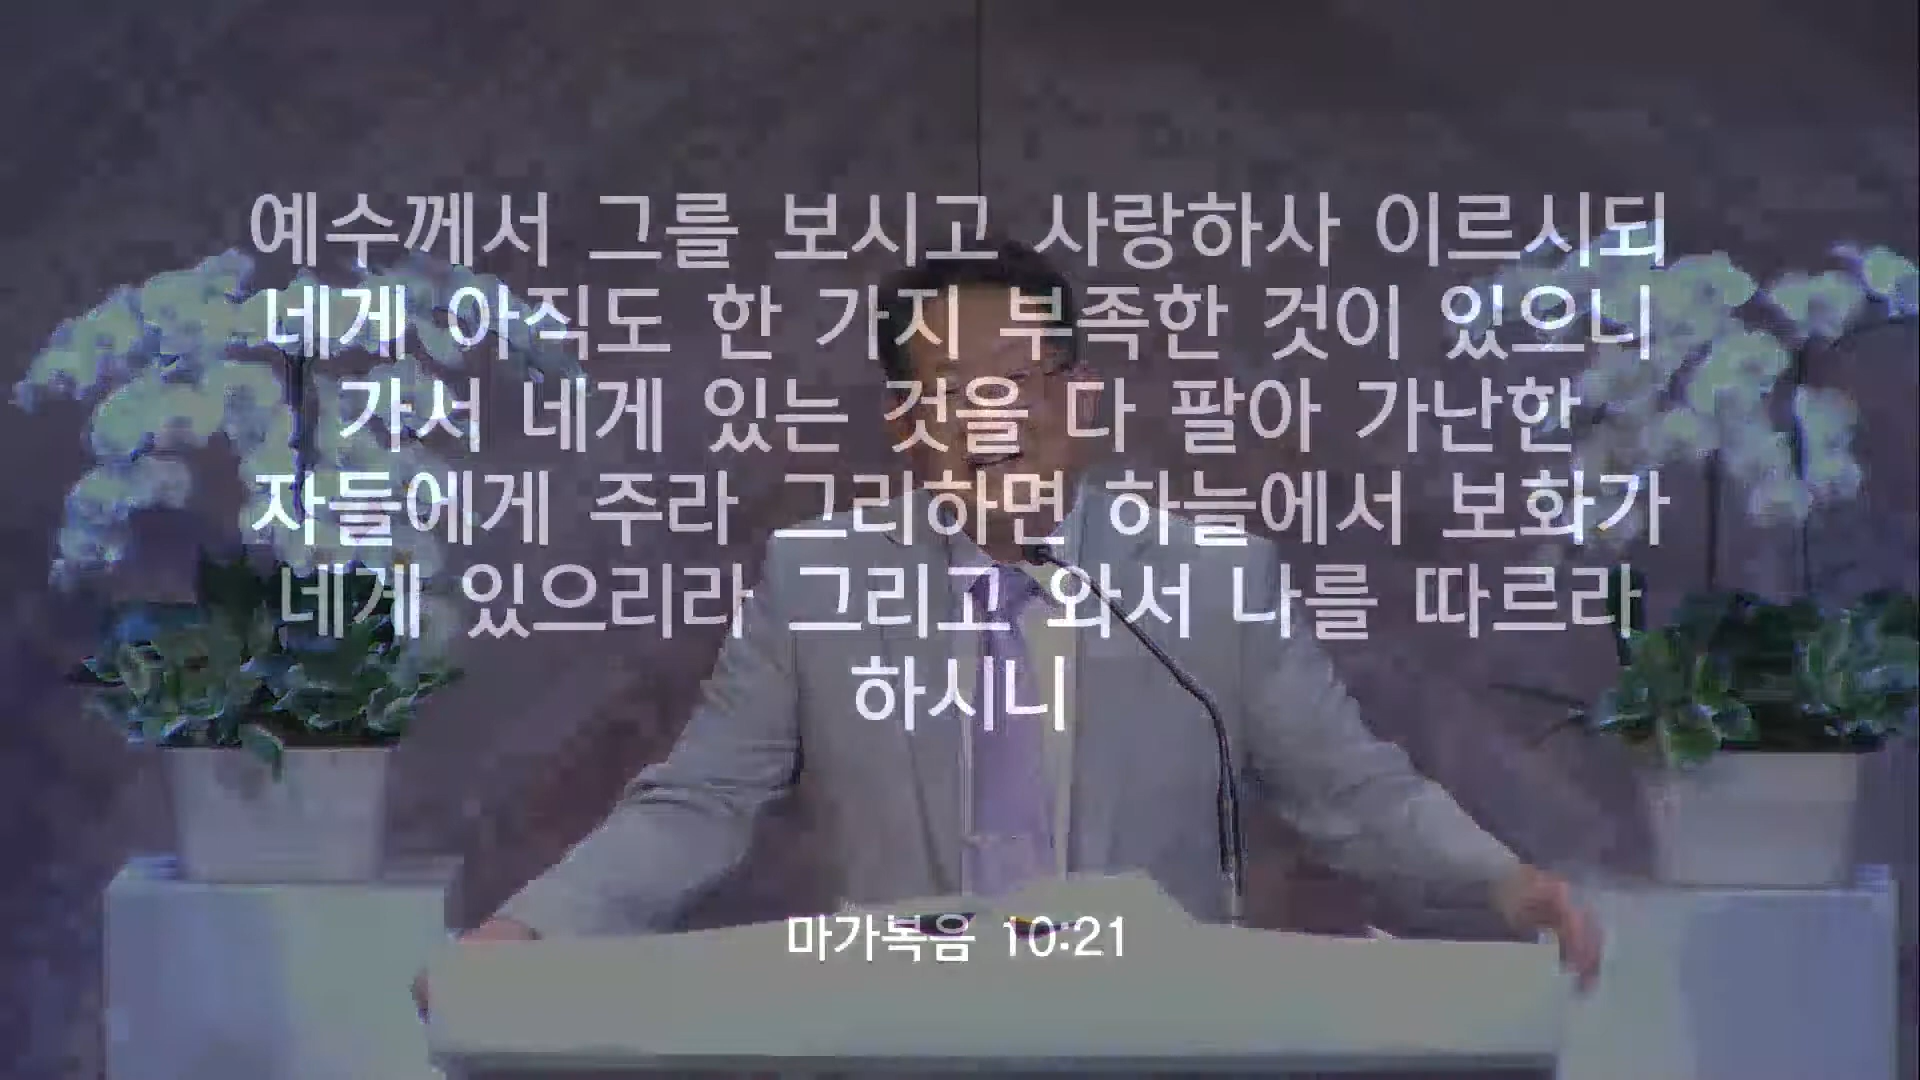 예수께서 그를 보시고 사랑하사 이르시되
네게 아직도 한 가지 부족한 것이 있으니
가서 네게 있는 것을 다 팔아 가난한
자들에게 주라 그리하면 하늘에서 보화가
네게 있으리라 그리고 와서 나를 따르라
하시니
마가복음 10:21